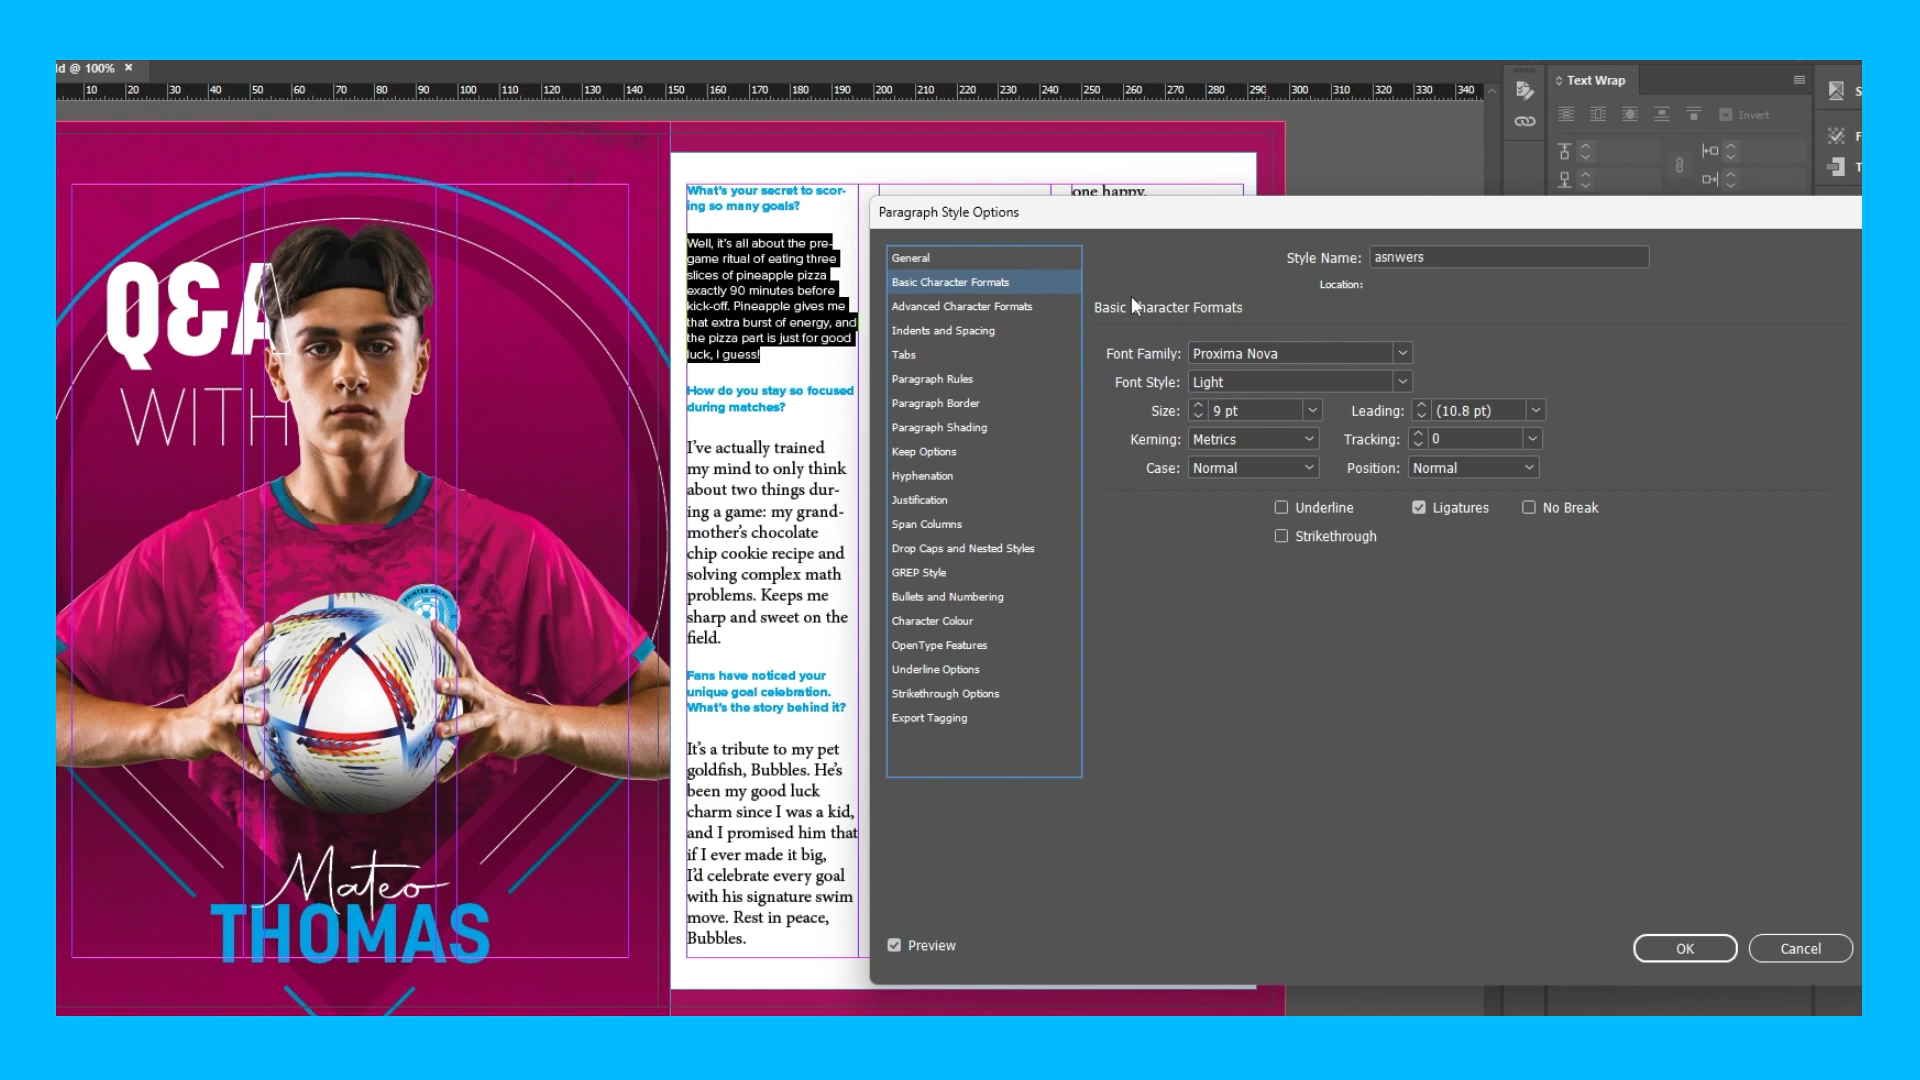 ld @ 100% ×
10 20 30 40 50 60 70 80 90 100 110 120 130 140 150 160 170 180 190 200 210 220 230 240 250 260 270 280 290 300 310 320 330 340
Text Wrap
Invert
Q&A
WITH
PRINTER MILAN
Mateo
THOMAS
What's your secret to scor-
ing so many goals?
Well, it's all about the pre-
game ritual of eating three
slices of pineapple pizza
exactly 90 minutes before
kick-off. Pineapple gives me
that extra burst of energy, and
the pizza part is just for good
luck, I guess!
How do you stay so focused
during matches?
I've actually trained
my mind to only think
about two things dur-
ing a game: my grand-
mother's chocolate
chip cookie recipe and
solving complex math
problems. Keeps me
sharp and sweet on the
field.
Fans have noticed your
unique goal celebration.
What's the story behind it?
It's a tribute to my pet
goldfish, Bubbles. He's
been my good luck
charm since I was a kid,
and I promised him that
if I ever made it big,
I'd celebrate every goal
with his signature swim
move. Rest in peace,
Bubbles.
one happy.
Paragraph Style Options
General
Basic Character Formats
Advanced Character Formats
Indents and Spacing
Tabs
Paragraph Rules
Paragraph Border
Paragraph Shading
Keep Options
Hyphenation
Justification
Span Columns
Drop Caps and Nested Styles
GREP Style
Bullets and Numbering
Character Colour
OpenType Features
Underline Options
Strikethrough Options
Export Tagging
Style Name: asnwers
Location:
Basic Character Formats
Font Family: Proxima Nova
Font Style: Light
Size: 9 pt Leading: (10.8 pt)
Kerning: Metrics Tracking: 0
Case: Normal Position: Normal
Underline Ligatures No Break
Strikethrough
Preview
OK Cancel
S
F
T